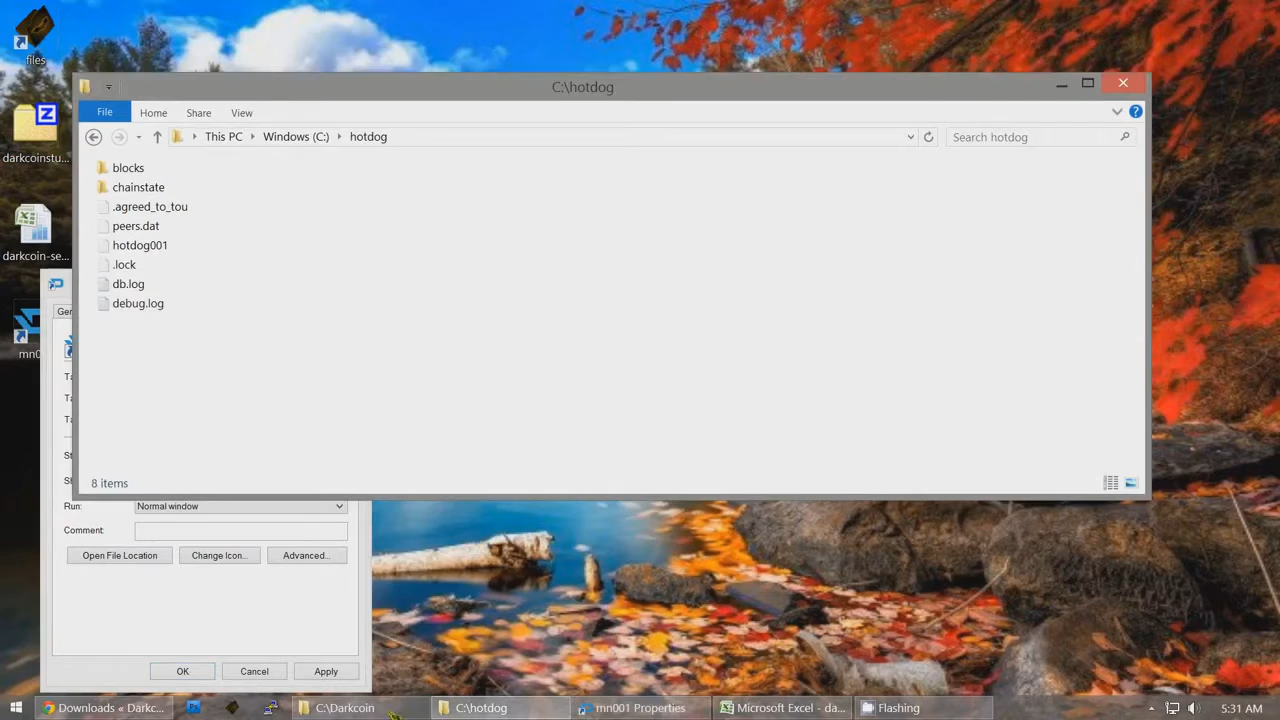 files
darkcoinstu...
darkcoin-se...
C:\hotdog
File
Home
Share
View
This PC
Windows (C:)
hotdog
Search hotdog
blocks
chainstate
.agreed_to_tou
peers.dat
hotdog001
.lock
db.log
debug.log
8 items
Run:
Normal window
Comment:
Open File Location
Change Icon...
Advanced...
OK
Cancel
Apply
Downloads « Darkc...
C:\Darkcoin
C:\hotdog
mn001 Properties
Microsoft Excel - da...
Flashing
5:31 AM